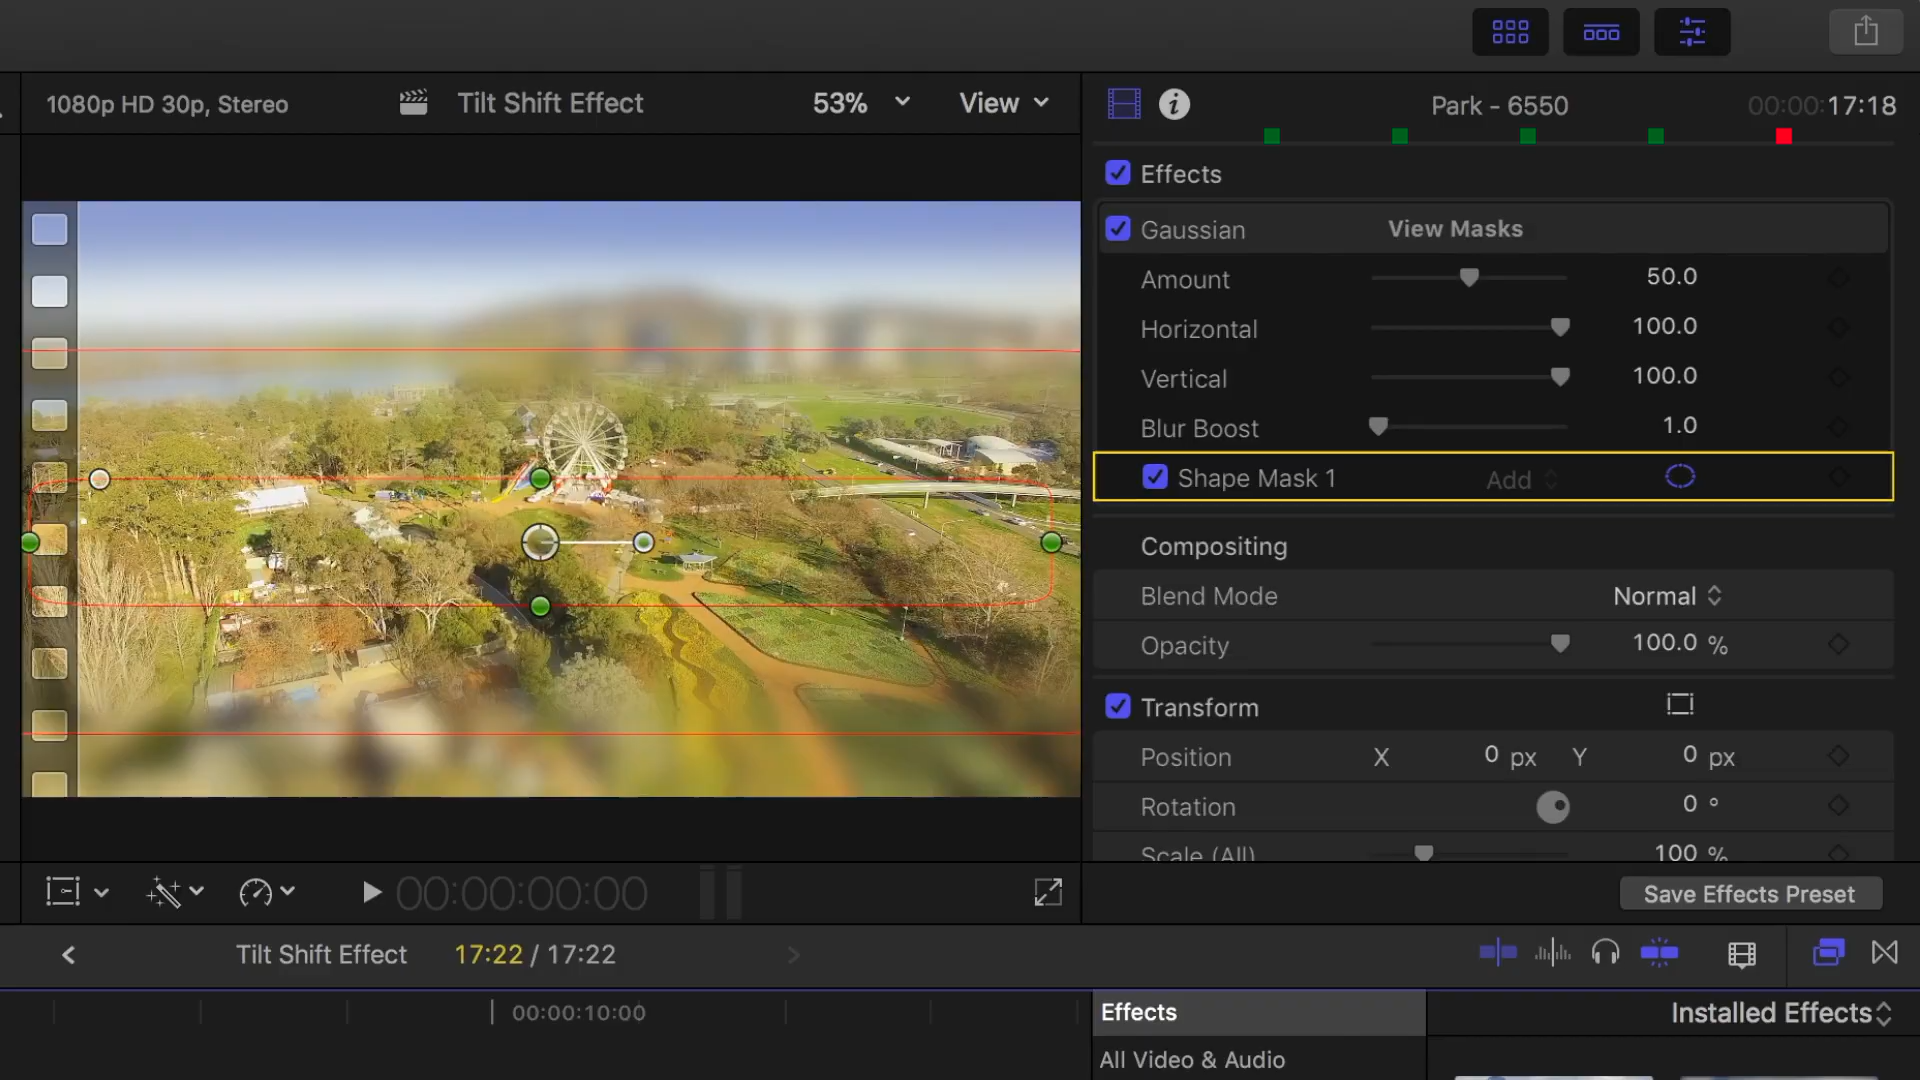 1080p HD 30p, Stereo
Tilt Shift Effect
53%
View
Park - 6550
00:00:17:18
Effects
Gaussian
View Masks
Amount
50.0
Horizontal
100.0
Vertical
100.0
Blur Boost
1.0
Shape Mask 1
Add
Compositing
Blend Mode
Normal
Opacity
100.0 %
Transform
Position
X
0 px
Y
0 px
Rotation
0 °
Scale (All)
100 %
00:00:00:00:00
Save Effects Preset
Tilt Shift Effect
17:22 / 17:22
00:00:10:00
Effects
Installed Effects
All Video & Audio